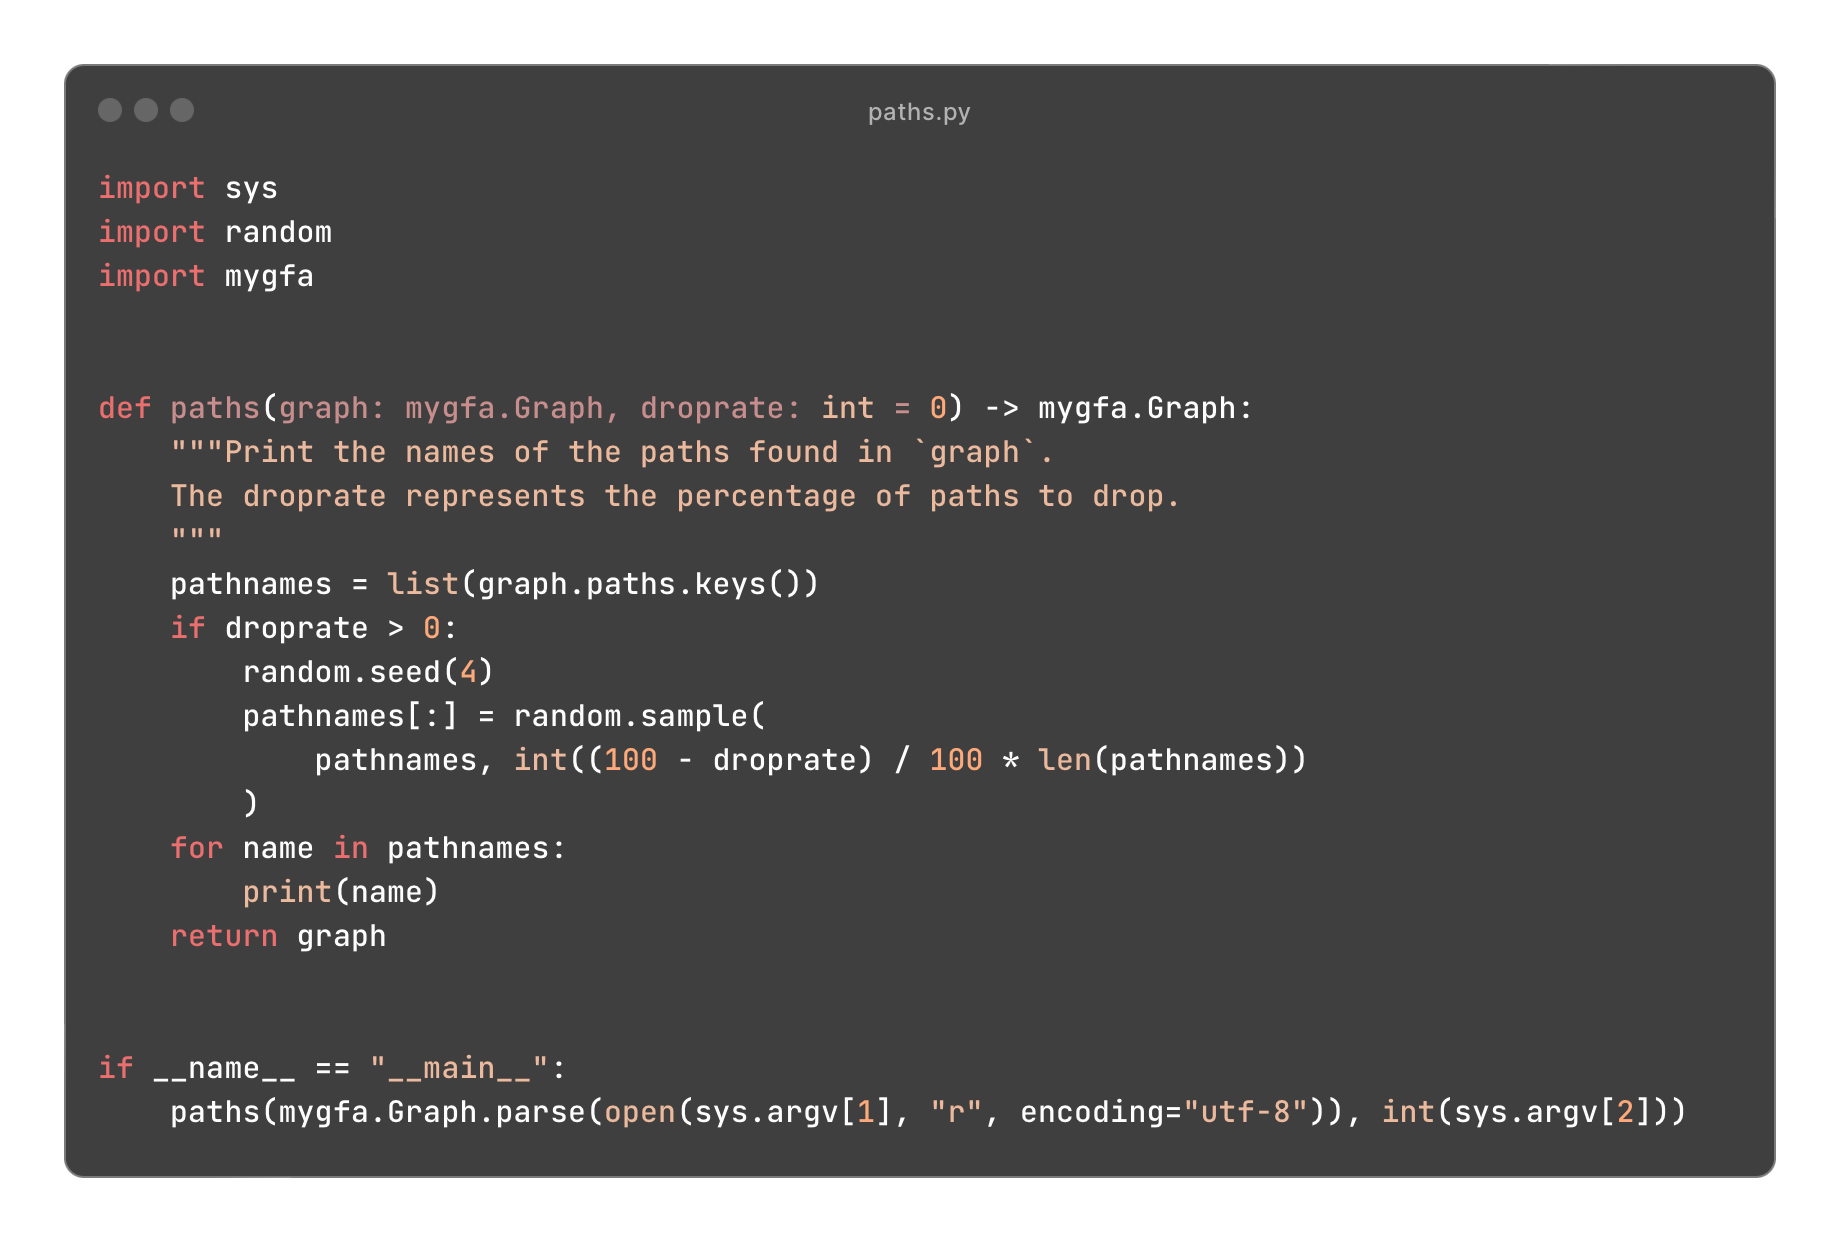 paths.py
import sys
import random
import mygfa
def paths(graph: mygfa.Graph, droprate: int = 0) -> mygfa.Graph:
    """Print the names of the paths found in `graph`.
    The droprate represents the percentage of paths to drop.
    """
    pathnames = list(graph.paths.keys())
    if droprate > 0:
        random.seed(4)
        pathnames[:] = random.sample(
            pathnames, int((100 - droprate) / 100 * len(pathnames))
        )
    for name in pathnames:
        print(name)
    return graph
if __name__ == "__main__":
    paths(mygfa.Graph.parse(open(sys.argv[1], "r", encoding="utf-8")), int(sys.argv[2]))